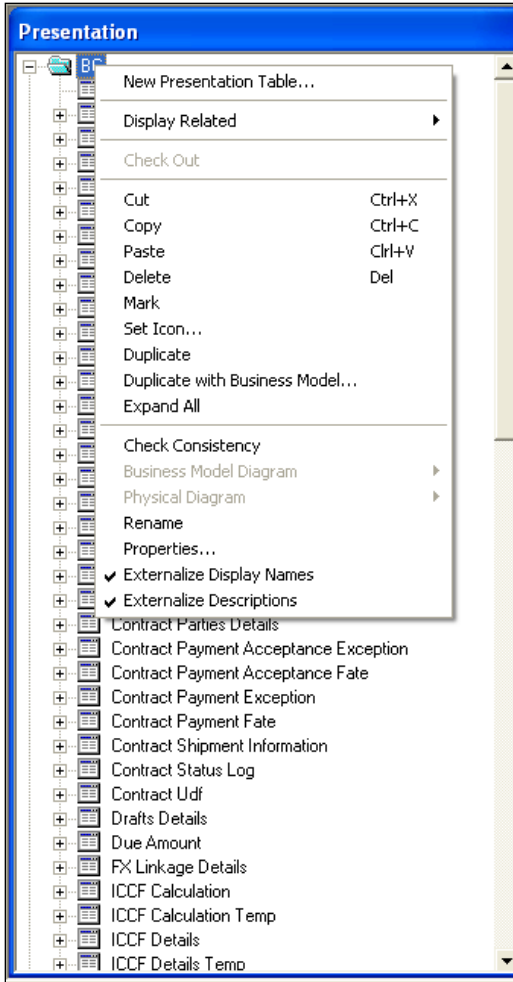 Presentation
BC
New Presentation Table...
Display Related
Check Out
Cut Ctrl+X
Copy Ctrl+C
Paste Clrl+V
Delete Del
Mark
Set Icon...
Duplicate
Duplicate with Business Model...
Expand All
Check Consistency
Business Model Diagram
Physical Diagram
Rename
Properties...
Externalize Display Names
Externalize Descriptions
Contract Parties Details
Contract Payment Acceptance Exception
Contract Payment Acceptance Fate
Contract Payment Exception
Contract Payment Fate
Contract Shipment Information
Contract Status Log
Contract Udf
Drafts Details
Due Amount
FX Linkage Details
ICCF Calculation
ICCF Calculation Temp
ICCF Details
ICCF Details Temp